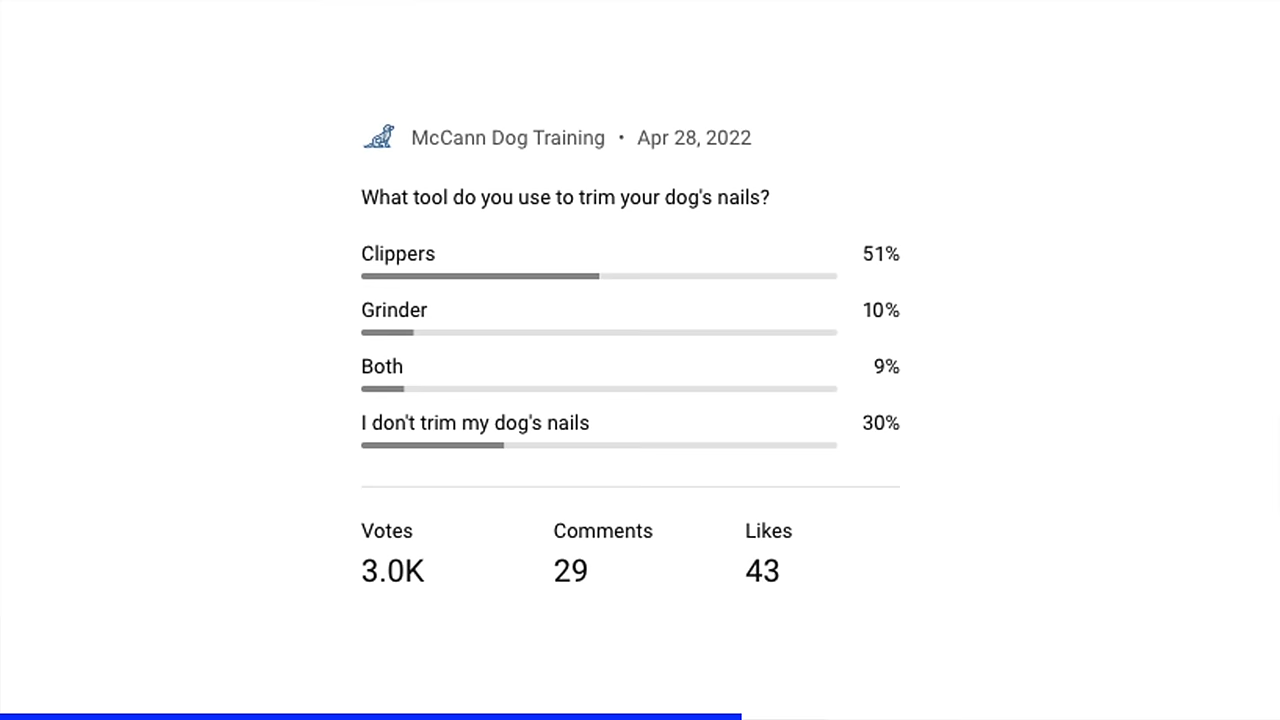 McCann Dog Training • Apr 28, 2022
What tool do you use to trim your dog's nails?
Clippers 51%
Grinder 10%
Both 9%
I don't trim my dog's nails 30%
Votes Comments Likes
3.0K 29 43